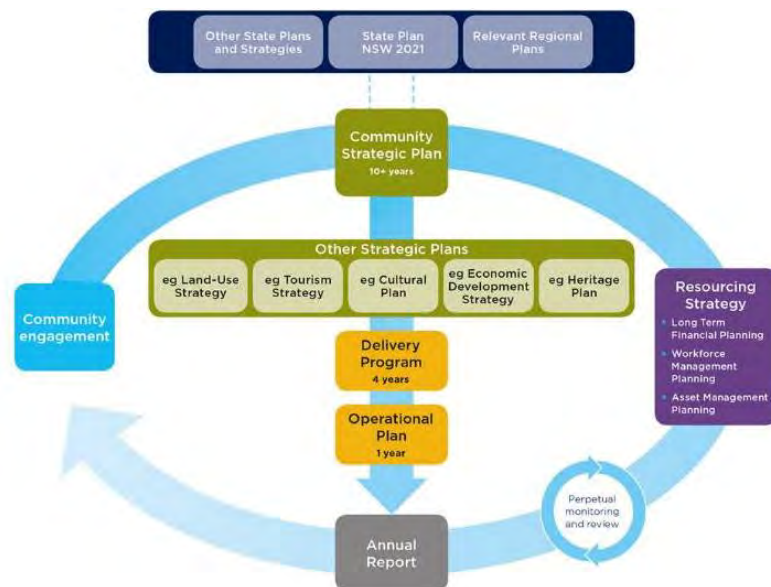 Other State Plans
and Strategies
State Plan
NSW 2021
Relevant Regional
Plans
Community
Strategic Plan
10+ years
Other Strategic Plans
eg Land-Use
Strategy
eg Tourism
Strategy
eg Cultural
Plan
eg Economic
Development
Strategy
eg Heritage
Plan
Community
engagement
Resourcing
Strategy
Long Term
Financial Planning
Workforce
Management
Planning
Asset Management
Planning
Delivery
Program
4 years
Operational
Plan
1 year
Perpetual
monitoring
and review
Annual
Report